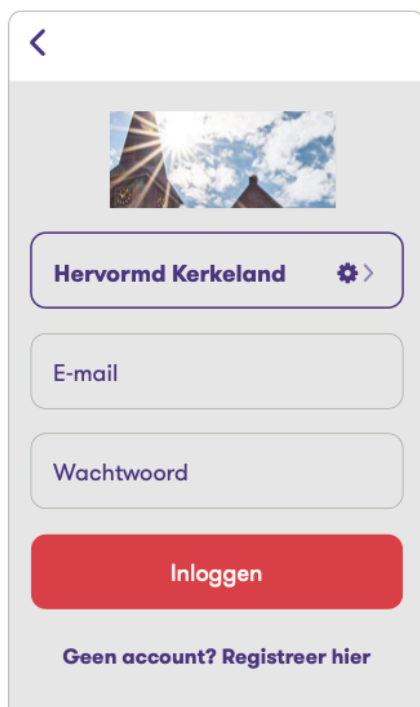 Hervormd Kerkeland
E-mail
Wachtwoord
Inloggen
Geen account? Registreer hier